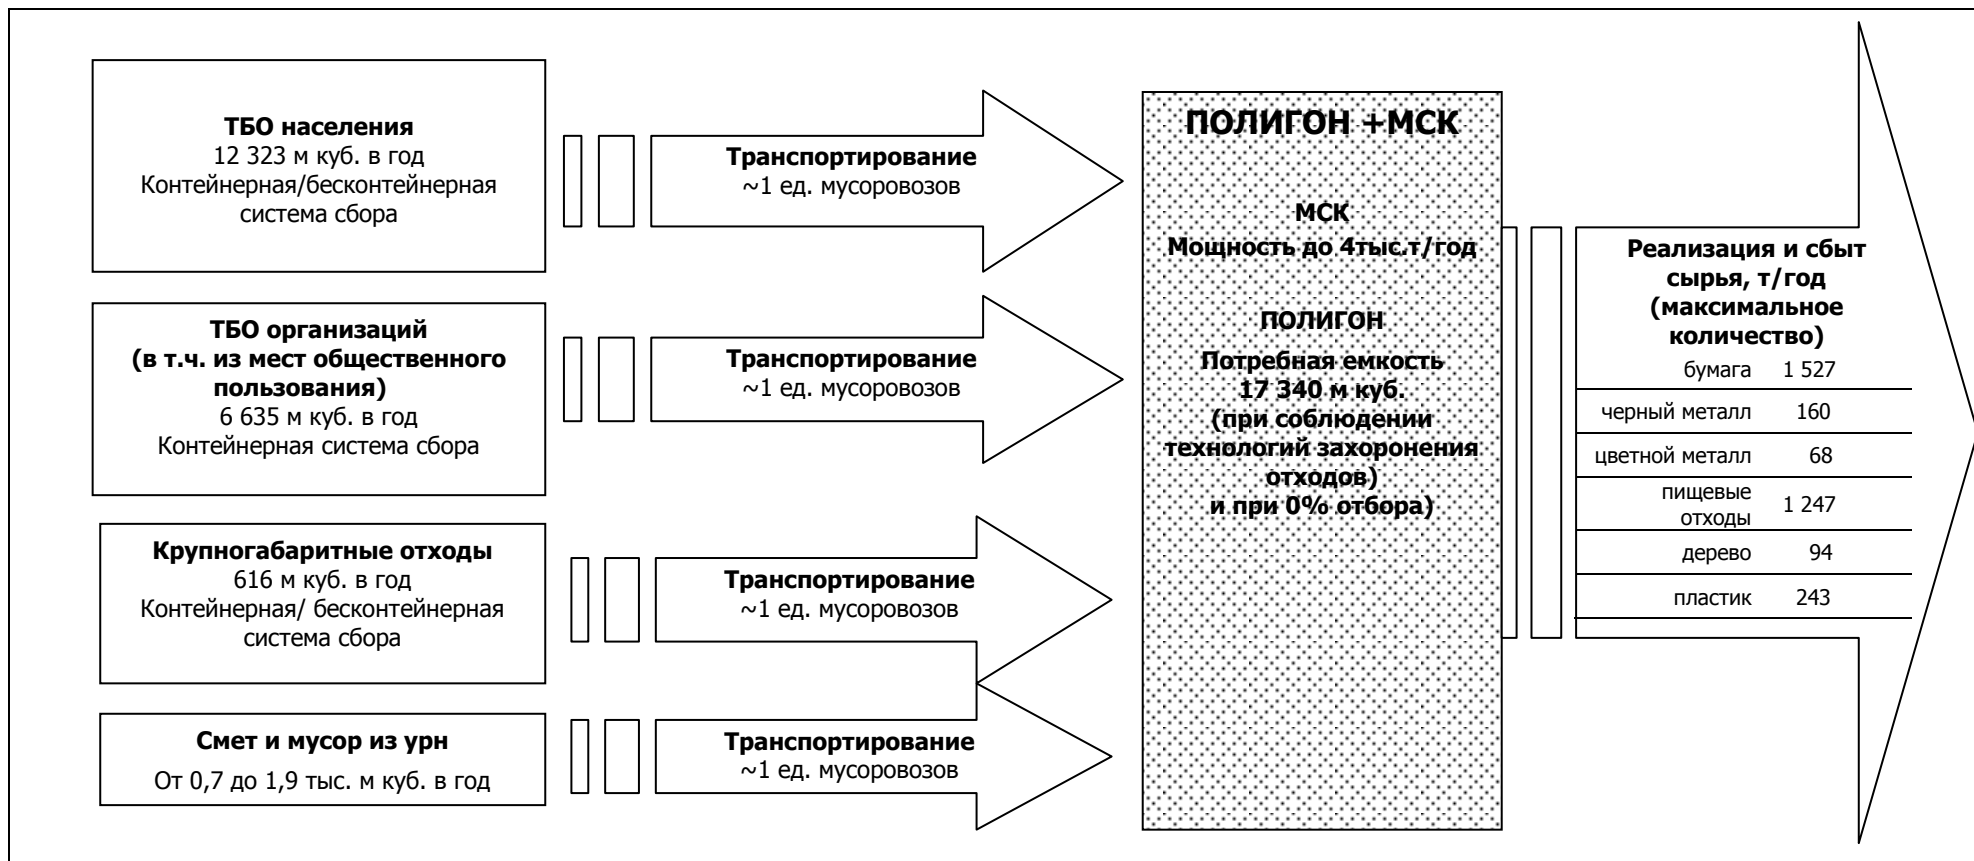 ТБО населения
12 323 м куб. в год
Контейнерная/бесконтейнерная
система сбора
Транспортирование
~1 ед. мусоровозов
ТБО организаций
(в т.ч. из мест общественного
пользования)
6 635 м куб. в год
Контейнерная система сбора
Транспортирование
~1 ед. мусоровозов
Крупногабаритные отходы
616 м куб. в год
Контейнерная/ бесконтейнерная
система сбора
Транспортирование
~1 ед. мусоровозов
Смет и мусор из урн
От 0,7 до 1,9 тыс. м куб. в год
Транспортирование
~1 ед. мусоровозов
ПОЛИГОН +МСК
МСК
Мощность до 4тыс.т/год
ПОЛИГОН
Потребная емкость
17 340 м куб.
(при соблюдении
технологий захоронения
отходов)
и при 0% отбора)
Реализация и сбыт
сырья, т/год
(максимальное
количество)
бумага 1 527
черный металл 160
цветной металл 68
пищевые
отходы 1 247
дерево 94
пластик 243